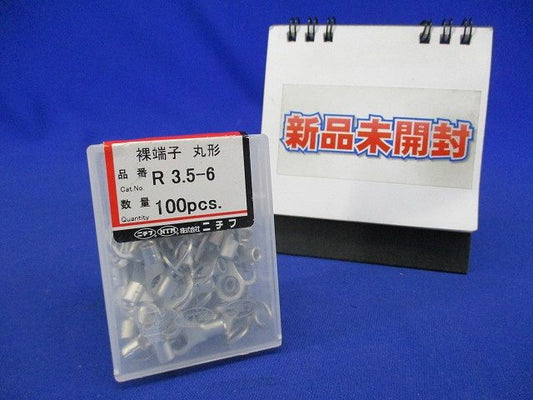 裸端子 丸形
品番 R 3.5-6
Cat.No.
数量 100pcs.
Quantity
ニチフ NTM 株式会社 ニチフ
新品未開封